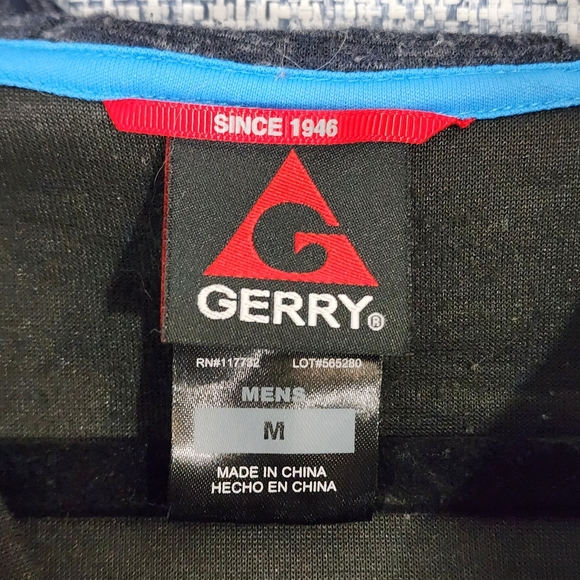 SINCE 1946
GERRY®
RN#117732 LOT#565280
MENS
M
MADE IN CHINA
HECHO EN CHINA